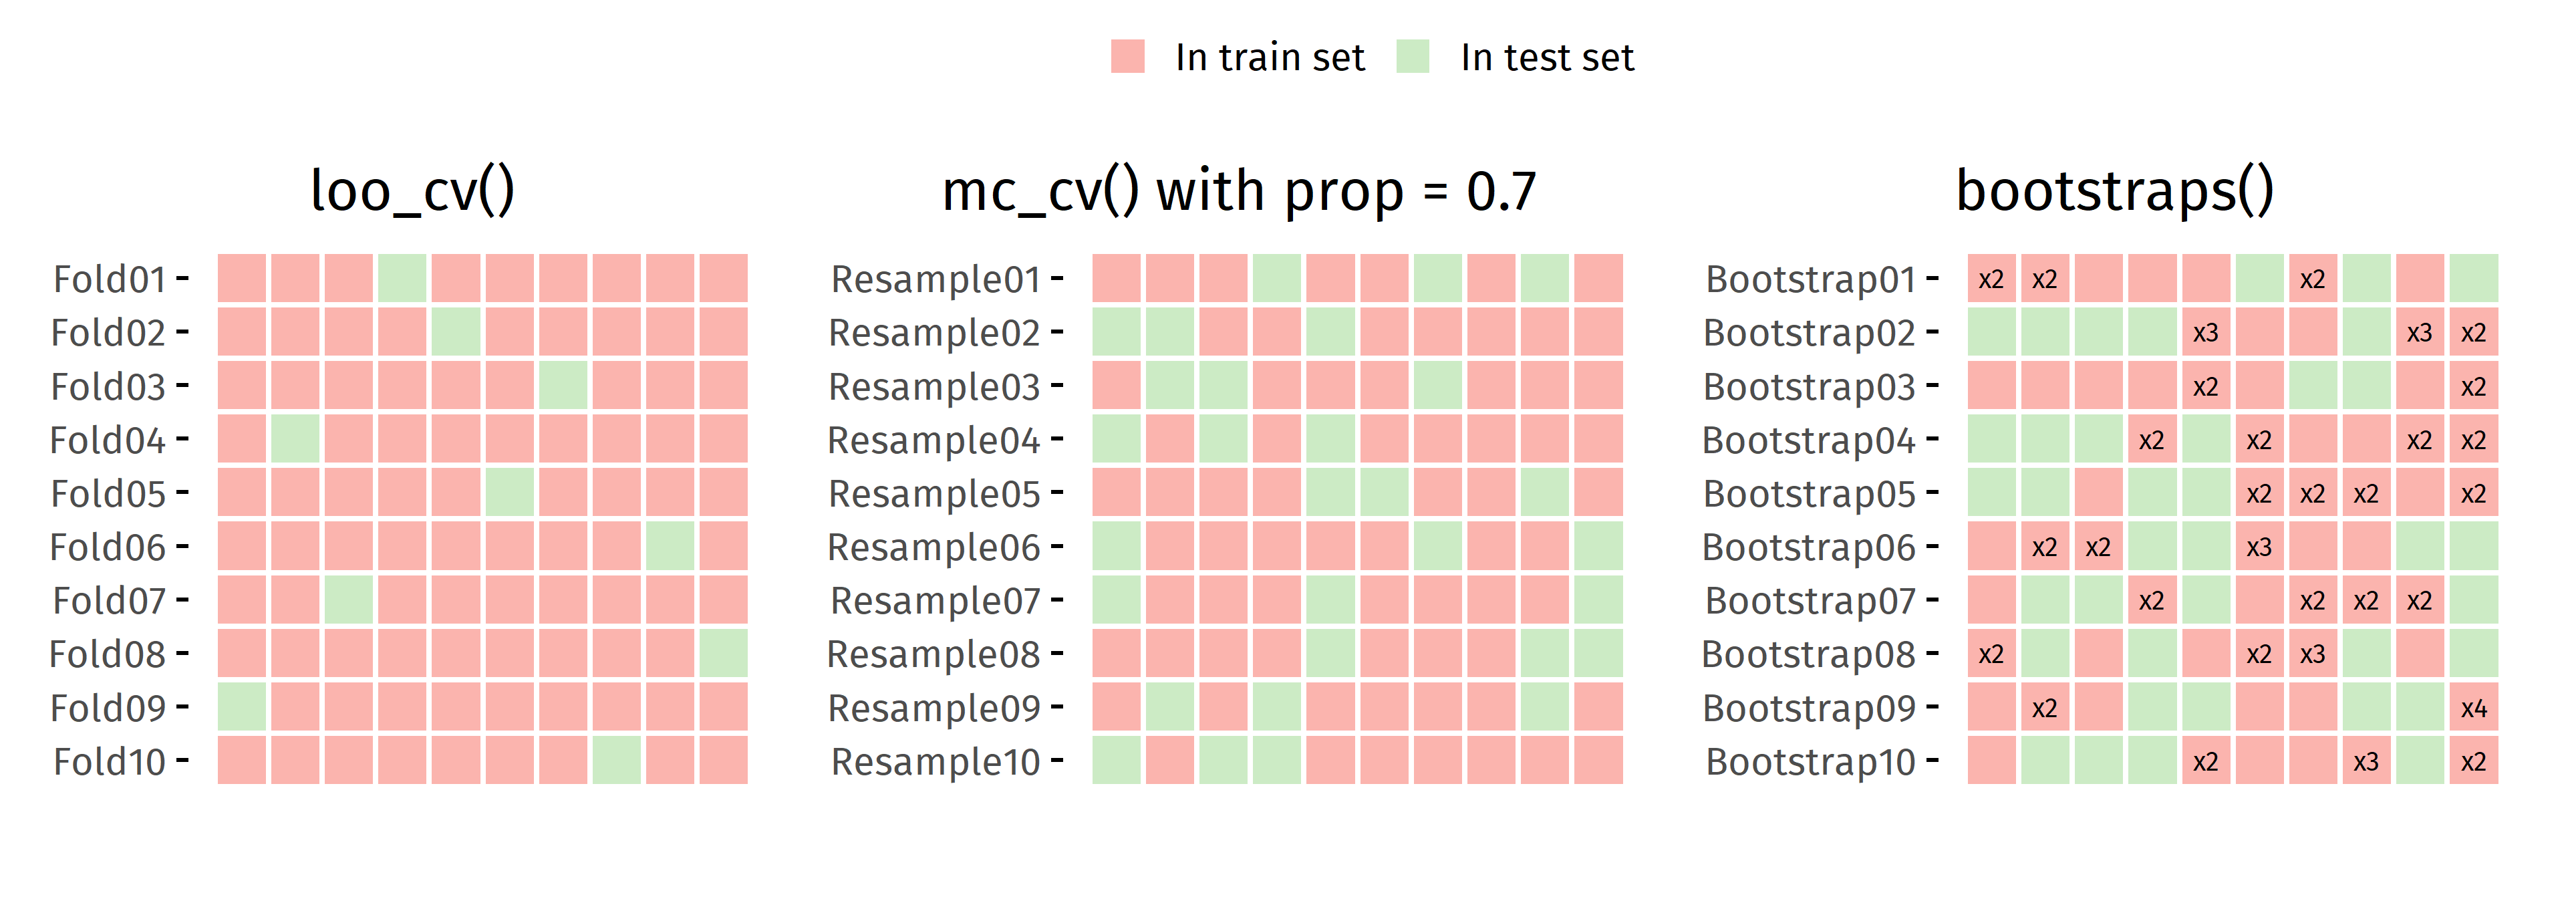 In train set In test set
loo_cv() mc_cv() with prop = 0.7 bootstraps()
Fold01 Resample01 Bootstrap01 x2 x2 x2
Fold02 Resample02 Bootstrap02 x3 x3 x2
Fold03 Resample03 Bootstrap03 x2 x2
Fold04 Resample04 Bootstrap04 x2 x2 x2 x2
Fold05 Resample05 Bootstrap05 x2 x2 x2 x2
Fold06 Resample06 Bootstrap06 x2 x2 x3
Fold07 Resample07 Bootstrap07 x2 x2 x2 x2
Fold08 Resample08 Bootstrap08 x2 x2 x3
Fold09 Resample09 Bootstrap09 x2 x4
Fold10 Resample10 Bootstrap10 x2 x3 x2